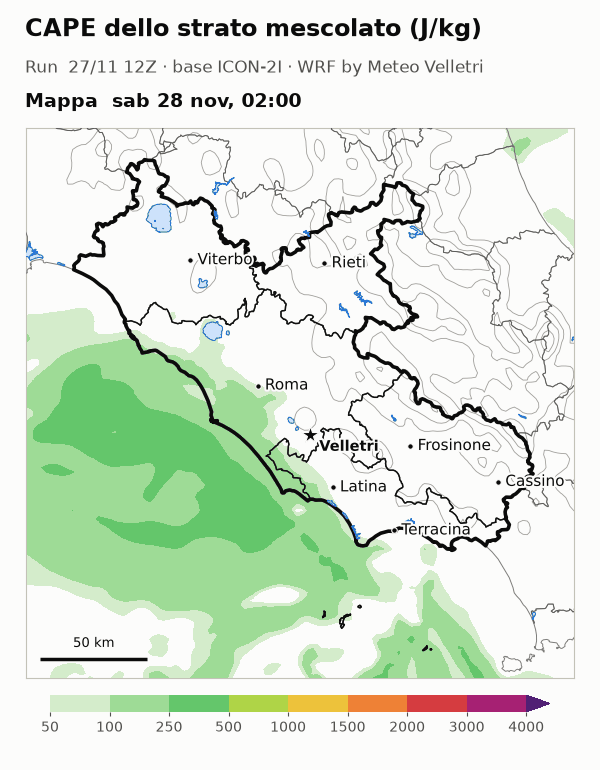 CAPE dello strato mescolato (J/kg)
Run  27/11 12Z · base ICON-2I · WRF by Meteo Velletri
Mappa  sab 28 nov, 02:00
Viterbo
Rieti
Roma
Velletri
Frosinone
Cassino
Latina
Terracina
50 km
50 100 250 500 1000 1500 2000 3000 4000